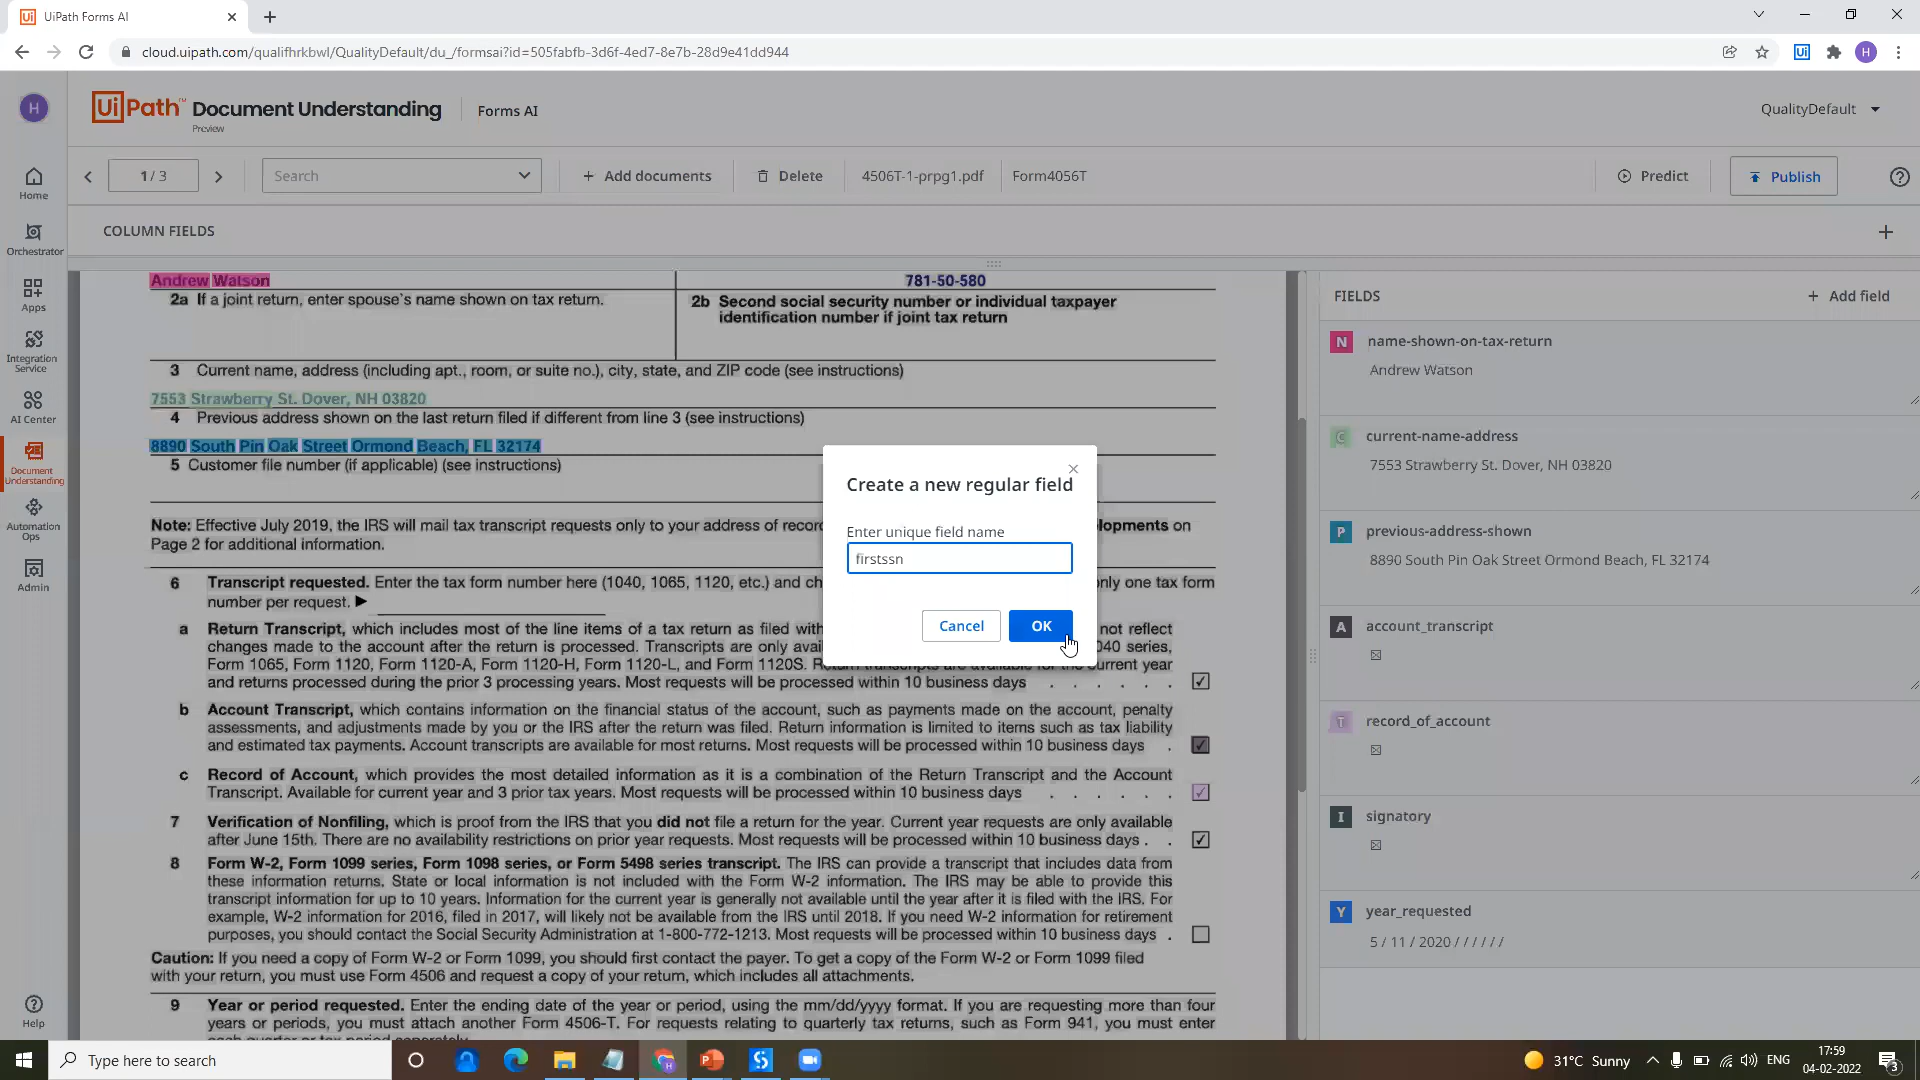 UiPath Forms AI
cloud.uipath.com/qualifhrkbwl/QualityDefault/du_/formsai?id=505fabfb-3d6f-4ed7-8e7b-28d9e41dd944
Ui
H
H
UiPath™ Document Understanding
Preview
Forms AI
QualityDefault
Home
Orchestrator
Apps
Integration
Service
AI Center
Document
Understanding
Automation
Ops
Admin
Help
1 / 3
Search
+ Add documents
Delete
4506T-1-prpg1.pdf
Form4056T
Predict
Publish
COLUMN FIELDS
Andrew Watson
781-50-580
2a If a joint return, enter spouse's name shown on tax return.
2b Second social security number or individual taxpayer
identification number if joint tax return
3 Current name, address (including apt., room, or suite no.), city, state, and ZIP code (see instructions)
7553 Strawberry St. Dover, NH 03820
4 Previous address shown on the last return filed if different from line 3 (see instructions)
8890 South Pin Oak Street Ormond Beach, FL 32174
5 Customer file number (if applicable) (see instructions)
Note: Effective July 2019, the IRS will mail tax transcript requests only to your address of recor
lopments on
Page 2 for additional information.
6 Transcript requested. Enter the tax form number here (1040, 1065, 1120, etc.) and ch
only one tax form
number per request. ▶
a Return Transcript, which includes most of the line items of a tax return as filed with
not reflect
changes made to the account after the return is processed. Transcripts are only avai
040 series,
Form 1065, Form 1120, Form 1120-A, Form 1120-H, Form 1120-L, and Form 1120S. Return transcripts are available for the current year
and returns processed during the prior 3 processing years. Most requests will be processed within 10 business days . . . . . .
b Account Transcript, which contains information on the financial status of the account, such as payments made on the account, penalty
assessments, and adjustments made by you or the IRS after the return was filed. Return information is limited to items such as tax liability
and estimated tax payments. Account transcripts are available for most returns. Most requests will be processed within 10 business days .
c Record of Account, which provides the most detailed information as it is a combination of the Return Transcript and the Account
Transcript. Available for current year and 3 prior tax years. Most requests will be processed within 10 business days . . . . . .
7 Verification of Nonfiling, which is proof from the IRS that you did not file a return for the year. Current year requests are only available
after June 15th. There are no availability restrictions on prior year requests. Most requests will be processed within 10 business days . .
8 Form W-2, Form 1099 series, Form 1098 series, or Form 5498 series transcript. The IRS can provide a transcript that includes data from
these information returns. State or local information is not included with the Form W-2 information. The IRS may be able to provide this
transcript information for up to 10 years. Information for the current year is generally not available until the year after it is filed with the IRS. For
example, W-2 information for 2016, filed in 2017, will likely not be available from the IRS until 2018. If you need W-2 information for retirement
purposes, you should contact the Social Security Administration at 1-800-772-1213. Most requests will be processed within 10 business days .
Caution: If you need a copy of Form W-2 or Form 1099, you should first contact the payer. To get a copy of the Form W-2 or Form 1099 filed
with your return, you must use Form 4506 and request a copy of your return, which includes all attachments.
9 Year or period requested. Enter the ending date of the year or period, using the mm/dd/yyyy format. If you are requesting more than four
years or periods, you must attach another Form 4506-T. For requests relating to quarterly tax returns, such as Form 941, you must enter
each quarter or tax period separately.
Create a new regular field
Enter unique field name
firstssn
Cancel
OK
FIELDS
+ Add field
N name-shown-on-tax-return
Andrew Watson
C current-name-address
7553 Strawberry St. Dover, NH 03820
P previous-address-shown
8890 South Pin Oak Street Ormond Beach, FL 32174
A account_transcript
T record_of_account
I signatory
Y year_requested
5 / 11 / 2020 / / / / / /
Type here to search
31°C Sunny
ENG
17:59
04-02-2022
3